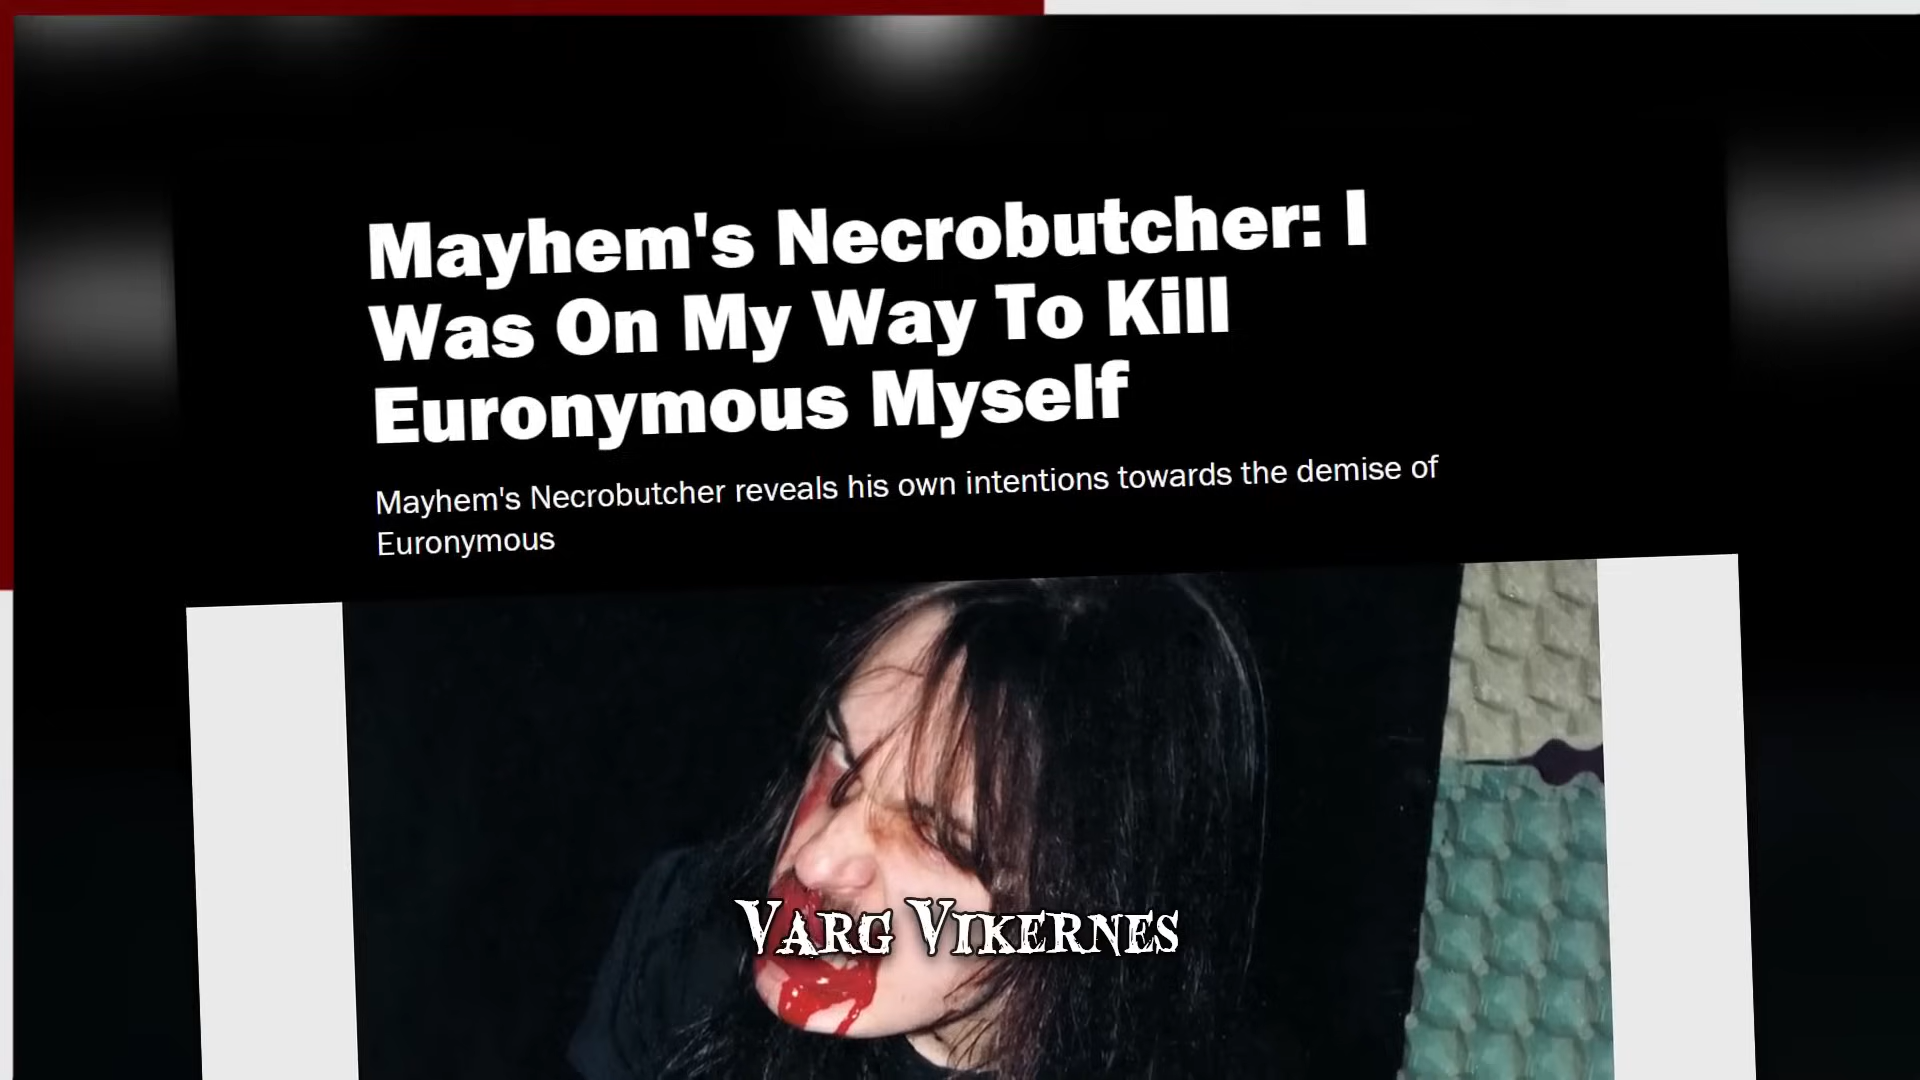 Mayhem's Necrobutcher: I
Was On My Way To Kill
Euronymous Myself
Mayhem's Necrobutcher reveals his own intentions towards the demise of
Euronymous
Varg Vikernes